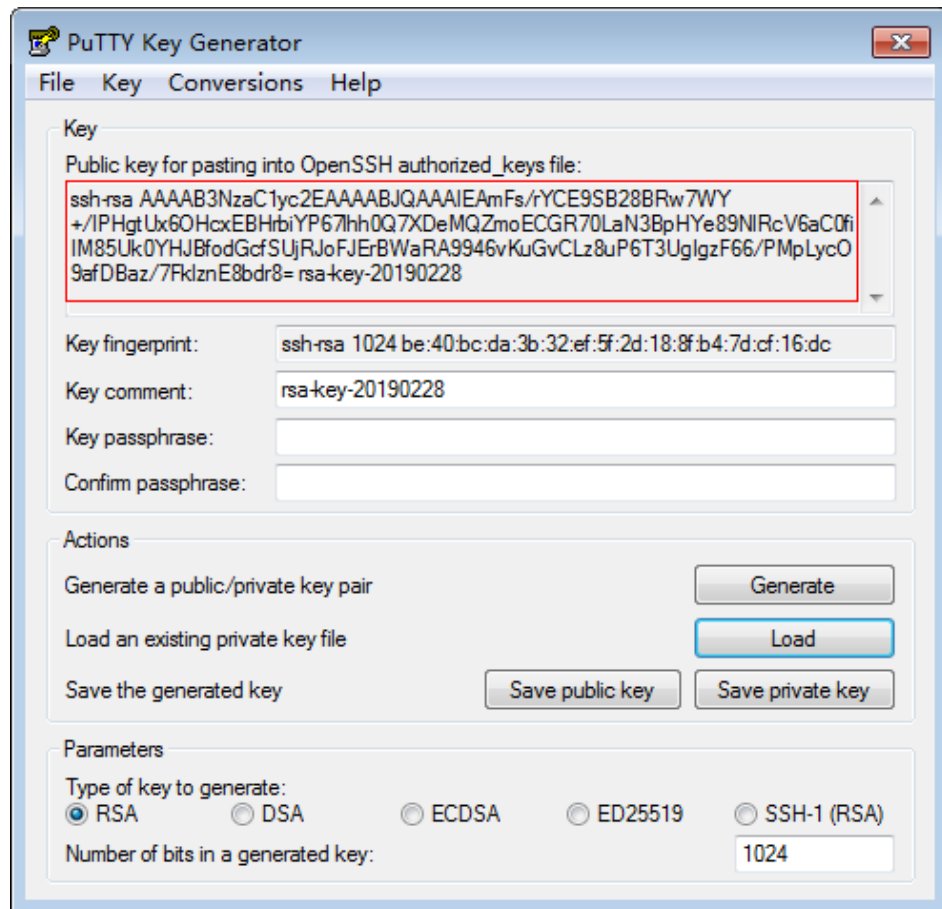 PuTTY Key Generator
File Key Conversions Help
Key
Public key for pasting into OpenSSH authorized_keys file:
ssh-rsa AAAAB3NzaC1yc2EAAAABJQAAAIEAmFs/rYCE9SB28BRw7WY
+/IPHgtUx6OHcxEBHrbiYP67lhh0Q7XDeMQZmoECGR70LaN3BpHYe89NIRcV6aC0fi
IM85Uk0YHJBfodGcfSUjRJoFJErBWaRA9946vKuGvCLz8uP6T3UglgzF66/PMpLycO
9afDBaz/7FkIznE8bdr8= rsa-key-20190228
Key fingerprint: ssh-rsa 1024 be:40:bc:da:3b:32:ef:5f:2d:18:8f:b4:7d:cf:16:dc
Key comment: rsa-key-20190228
Key passphrase:
Confirm passphrase:
Actions
Generate a public/private key pair Generate
Load an existing private key file Load
Save the generated key Save public key Save private key
Parameters
Type of key to generate:
RSA DSA ECDSA ED25519 SSH-1 (RSA)
Number of bits in a generated key: 1024